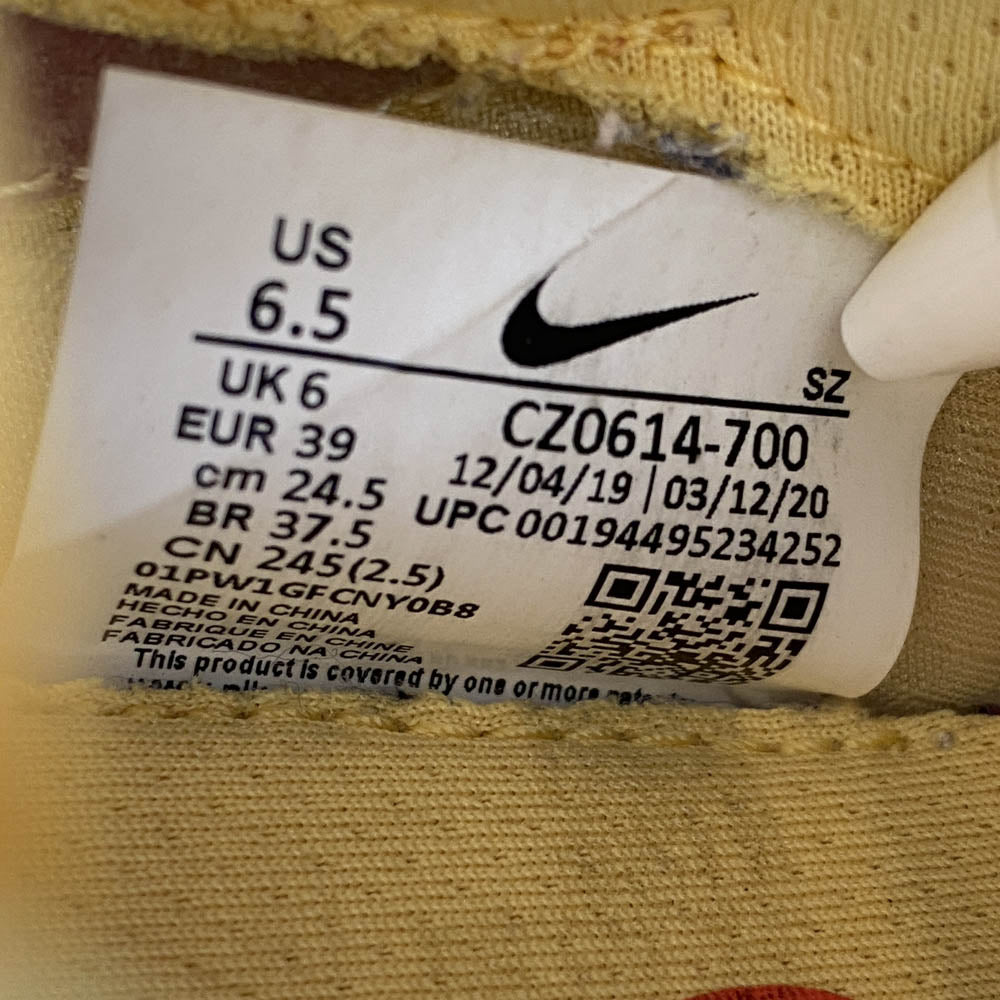 US
6.5
SZ
UK 6
EUR 39
cm 24.5
BR 37.5
CN 245(2.5)
CZ0614-700
12/04/19 | 03/12/20
UPC 00194495234252
01PW1GFCNY0B8
MADE IN CHINA
HECHO EN CHINA
FABRIQUE EN CHINE
FABRICADO NA CHINA
This product is covered by one or more